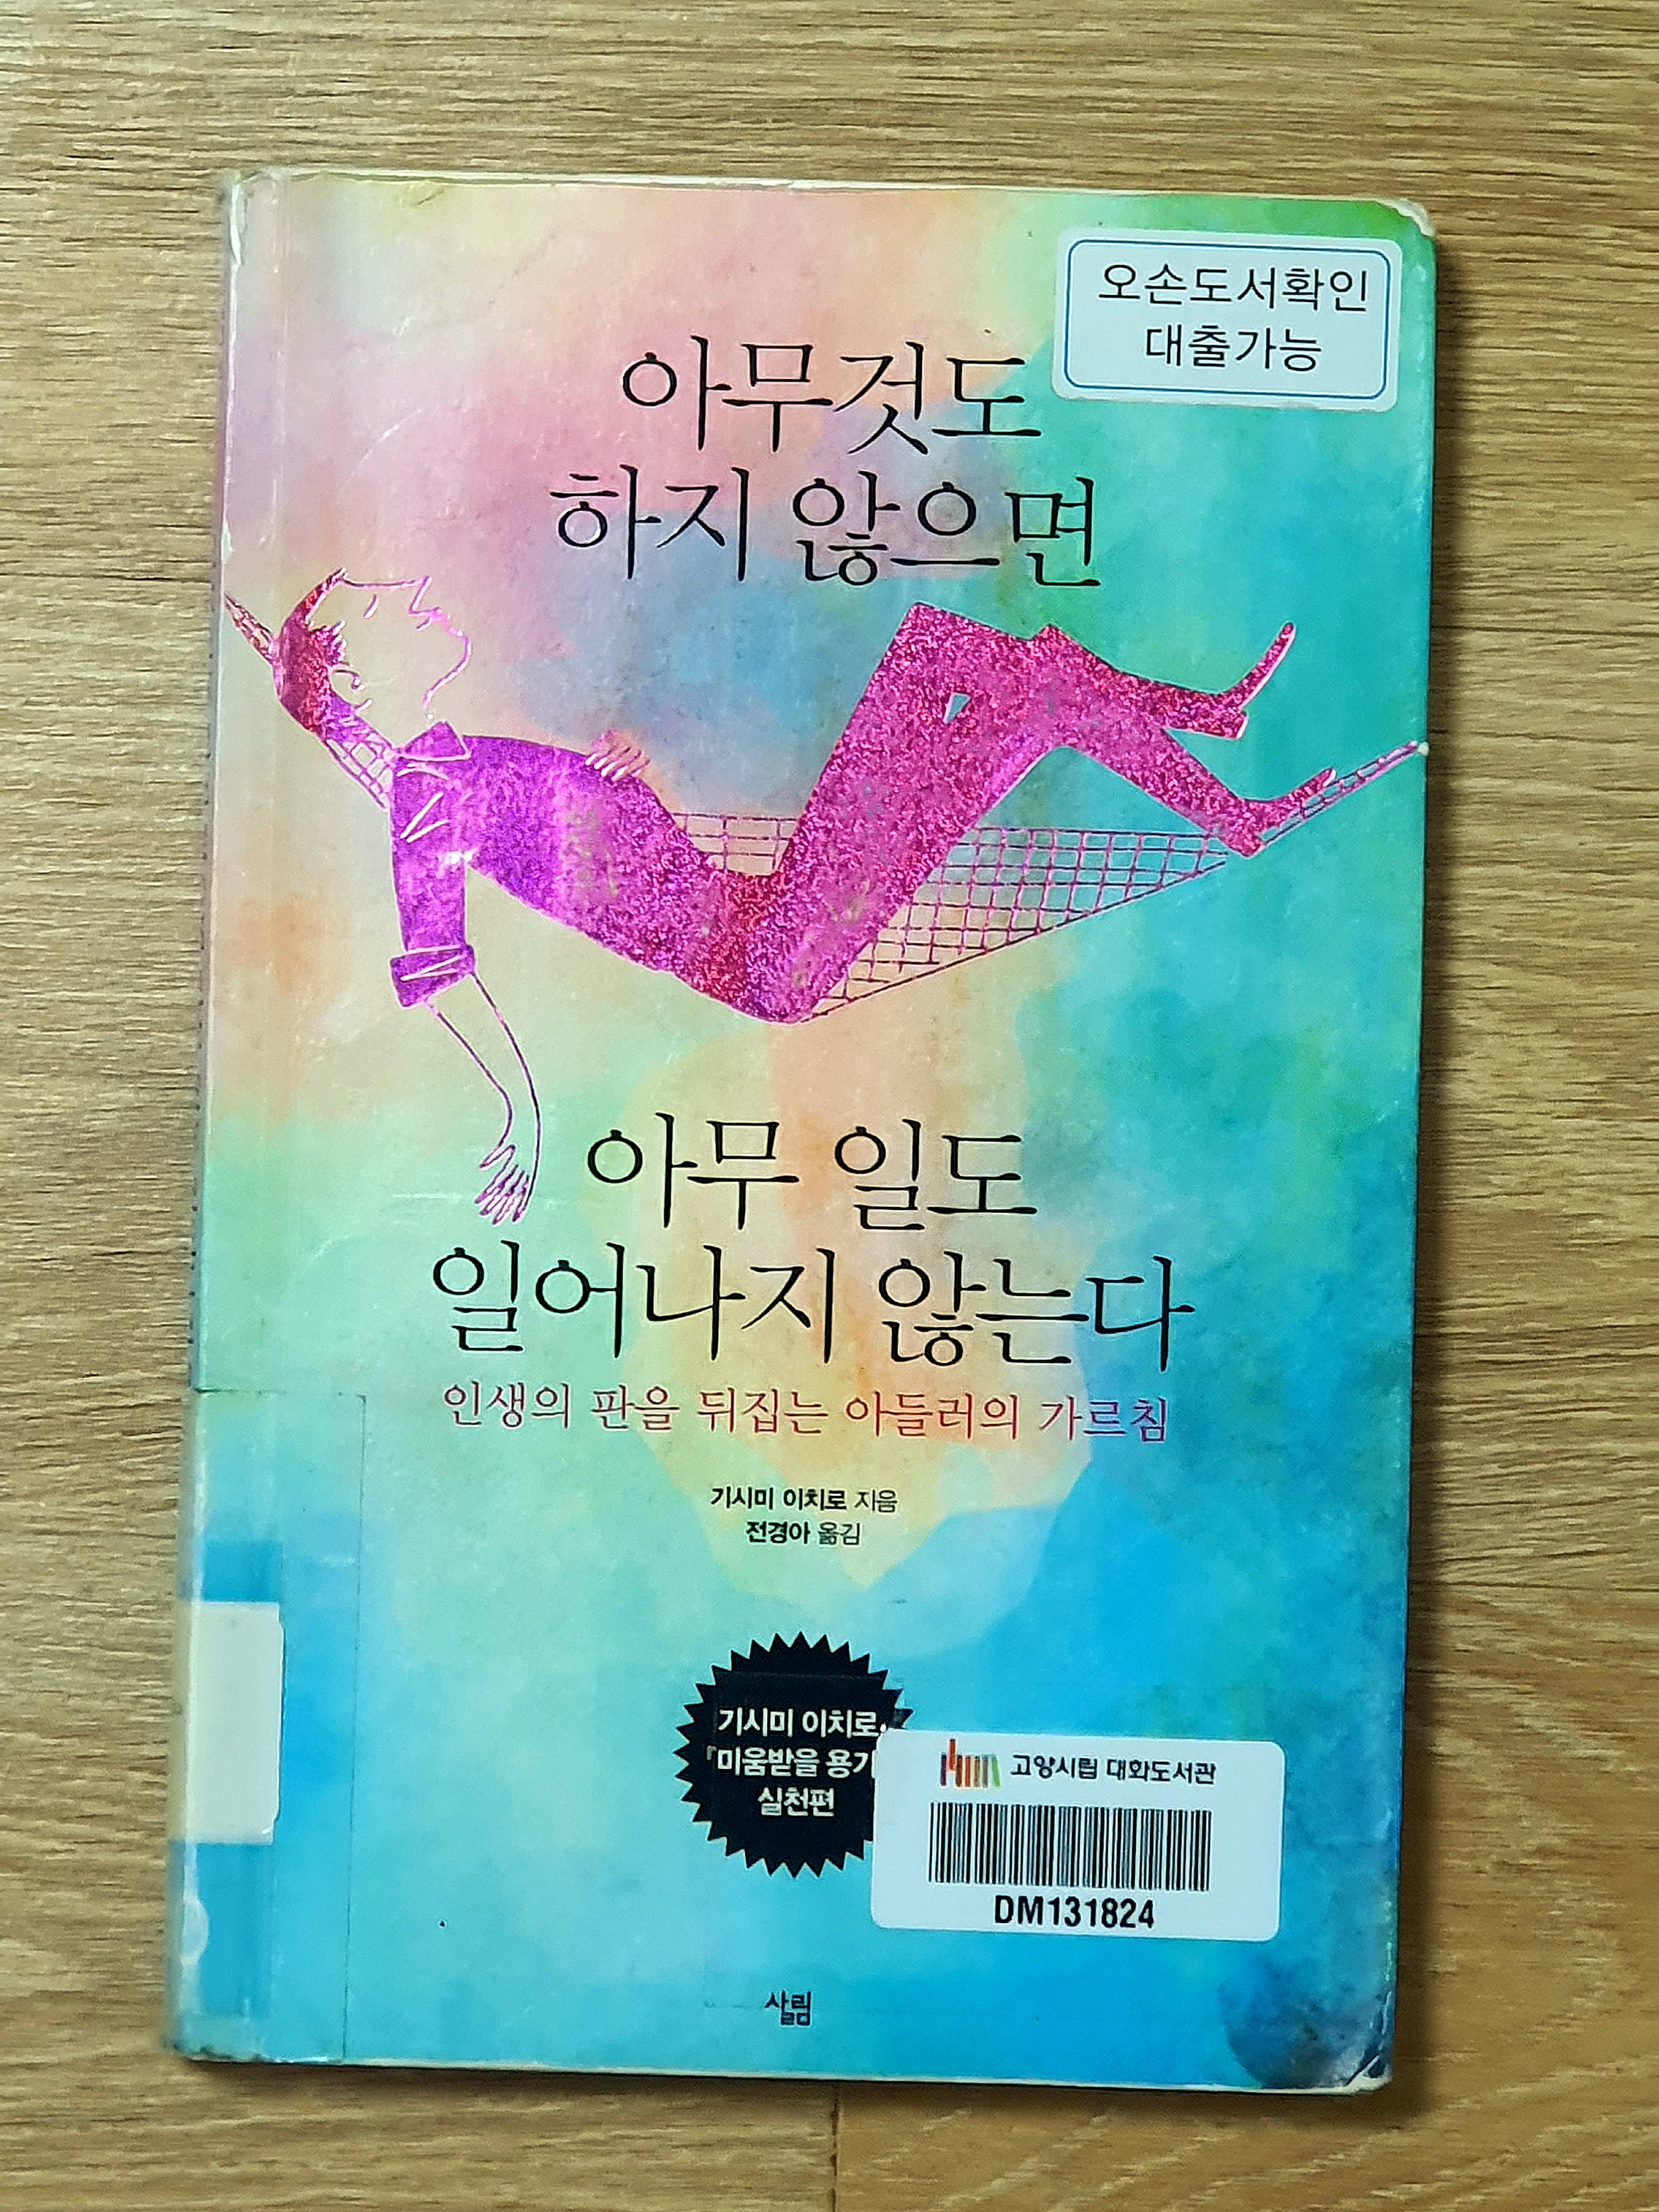 오손도서확인
대출가능
아무것도
하지 않으면
아무 일도
일어나지 않는다
인생의 판을 뒤집는 아들러의 가르침
기시미 이치로 지음
전경아 옮김
기시미 이치로
『미움받을 용기
실천편
고양시립 대화도서관
DM131824
살림